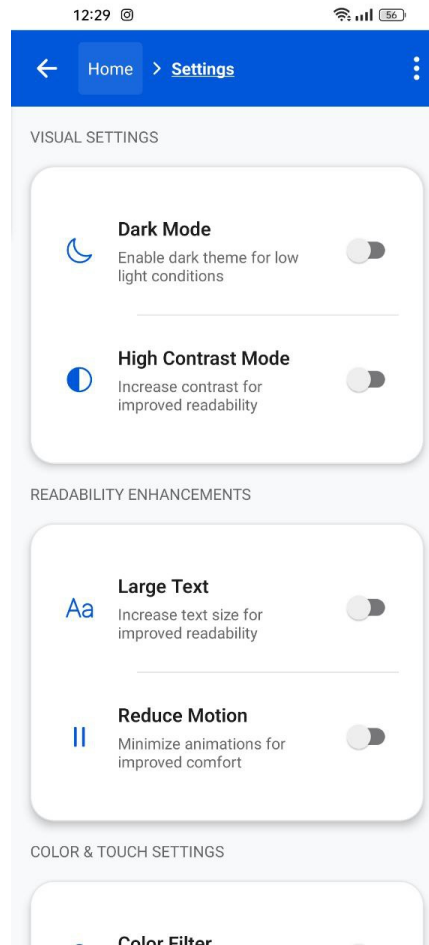 12:29
56
Home > Settings
VISUAL SETTINGS
Dark Mode
Enable dark theme for low
light conditions
High Contrast Mode
Increase contrast for
improved readability
READABILITY ENHANCEMENTS
Aa
Large Text
Increase text size for
improved readability
Reduce Motion
Minimize animations for
improved comfort
COLOR & TOUCH SETTINGS
Color Filter